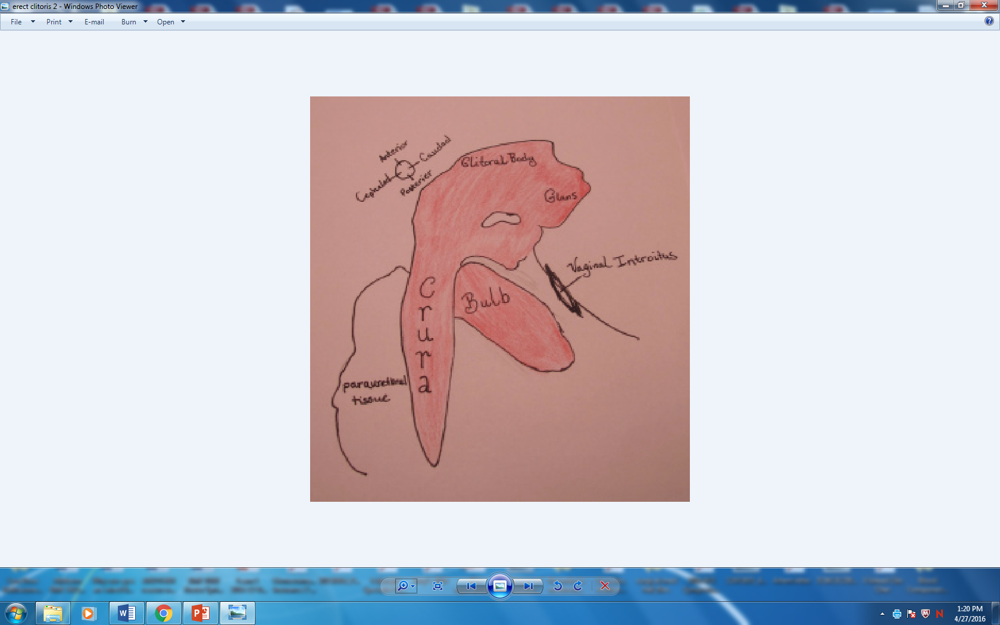 erect clitoris 2 - Windows Photo Viewer
File Print E-mail Burn Open
Anterior
Caudad
Cephalad
Posterior
Clitoral Body
Glans
Vaginal Introitus
Bulb
Crura
paraurethral
tissue
1:20 PM
4/27/2016